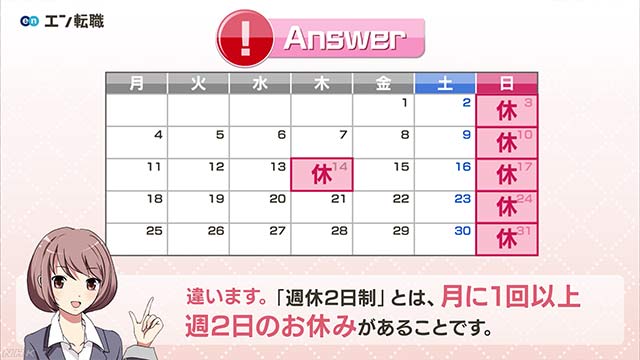 en エン転職
! Answer
月 火 水 木 金 土 日
1 2 休 3
4 5 6 7 8 9 休 10
11 12 13 休 14 15 16 休 17
18 19 20 21 22 23 休 24
25 26 27 28 29 30 休 31
違います。「週休2日制」とは、月に1回以上
週2日のお休みがあることです。
NHK